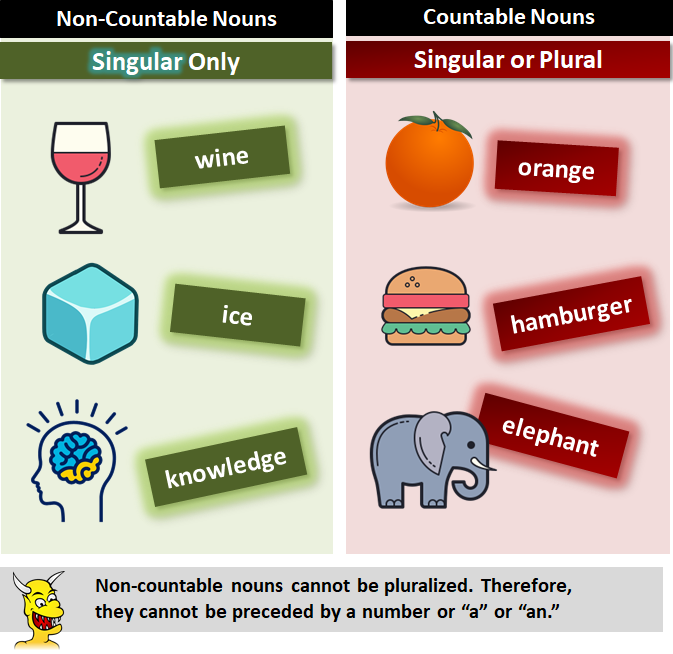 Non-Countable Nouns
Singular Only
wine
ice
knowledge
Countable Nouns
Singular or Plural
orange
hamburger
elephant
Non-countable nouns cannot be pluralized. Therefore,
they cannot be preceded by a number or “a” or “an.”